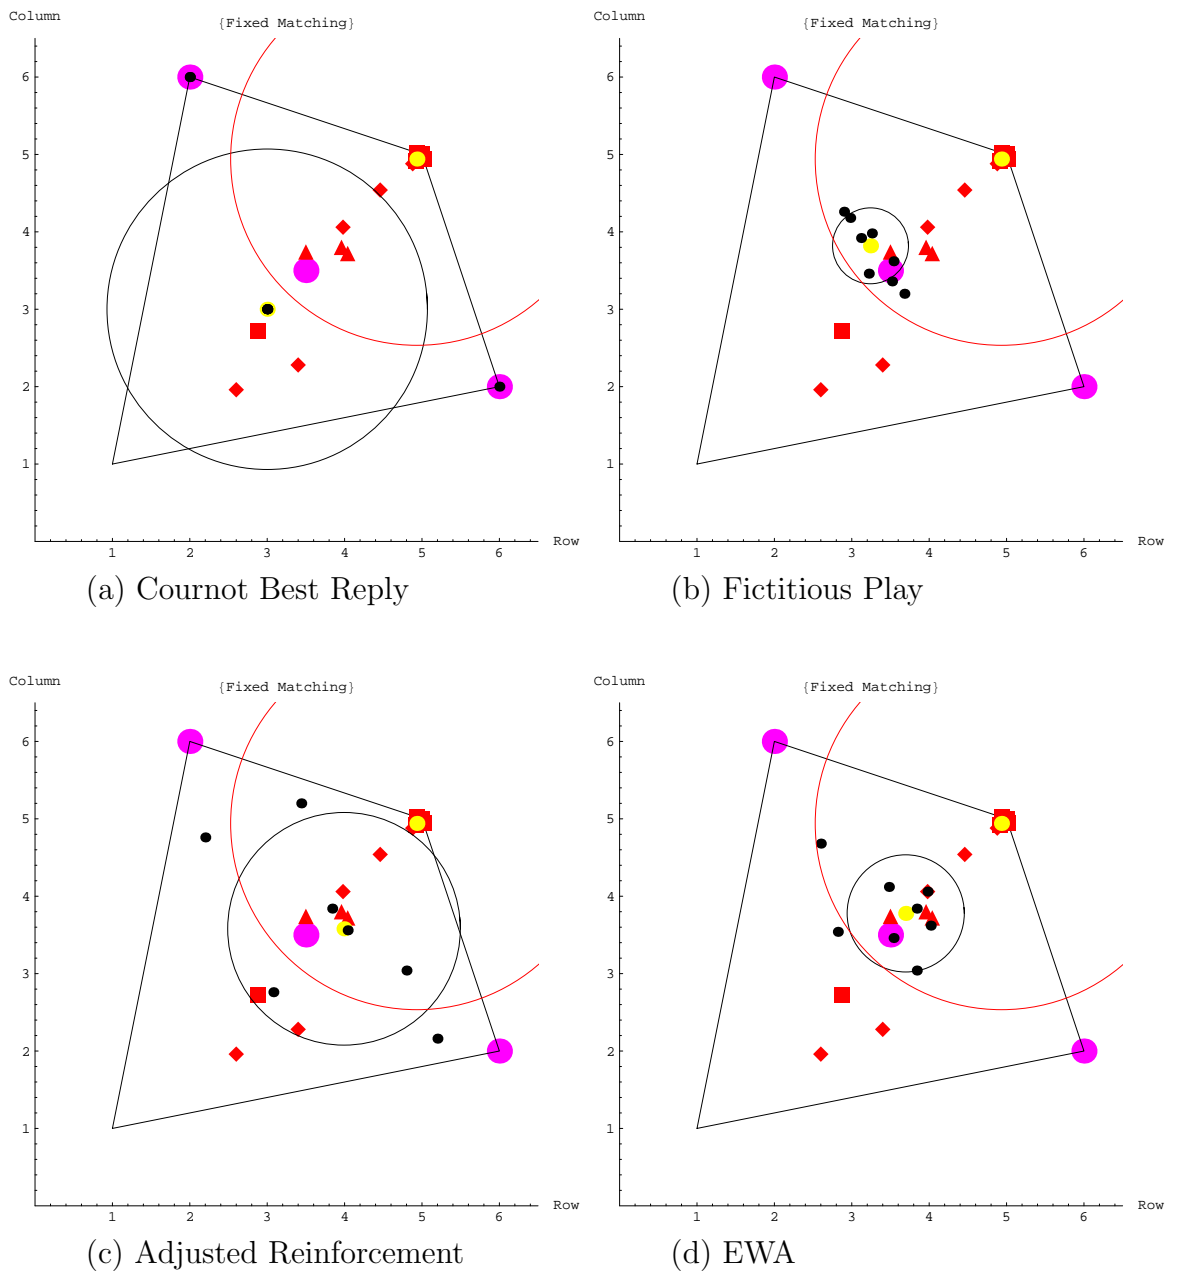 Column
{Fixed Matching}
6
5
4
3
2
1
1 2 3 4 5 6
Row
(a) Cournot Best Reply
Column
{Fixed Matching}
6
5
4
3
2
1
1 2 3 4 5 6
Row
(b) Fictitious Play
Column
{Fixed Matching}
6
5
4
3
2
1
1 2 3 4 5 6
Row
(c) Adjusted Reinforcement
Column
{Fixed Matching}
6
5
4
3
2
1
1 2 3 4 5 6
Row
(d) EWA